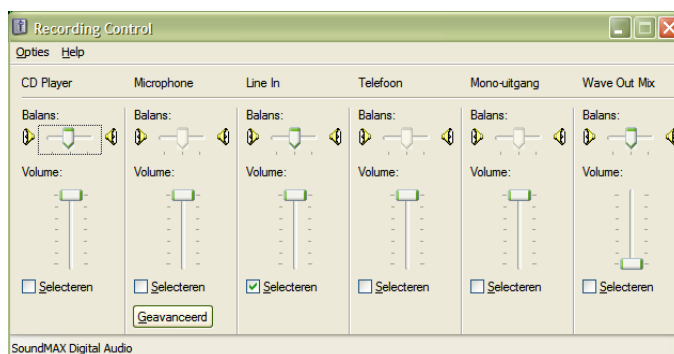 Recording Control
Opties Help
CD Player Microphone Line In Telefoon Mono-uitgang Wave Out Mix
Balans: Balans: Balans: Balans: Balans: Balans:
Volume: Volume: Volume: Volume: Volume: Volume:
Selecteren Selecteren Selecteren Selecteren Selecteren Selecteren
Geavanceerd
SoundMAX Digital Audio